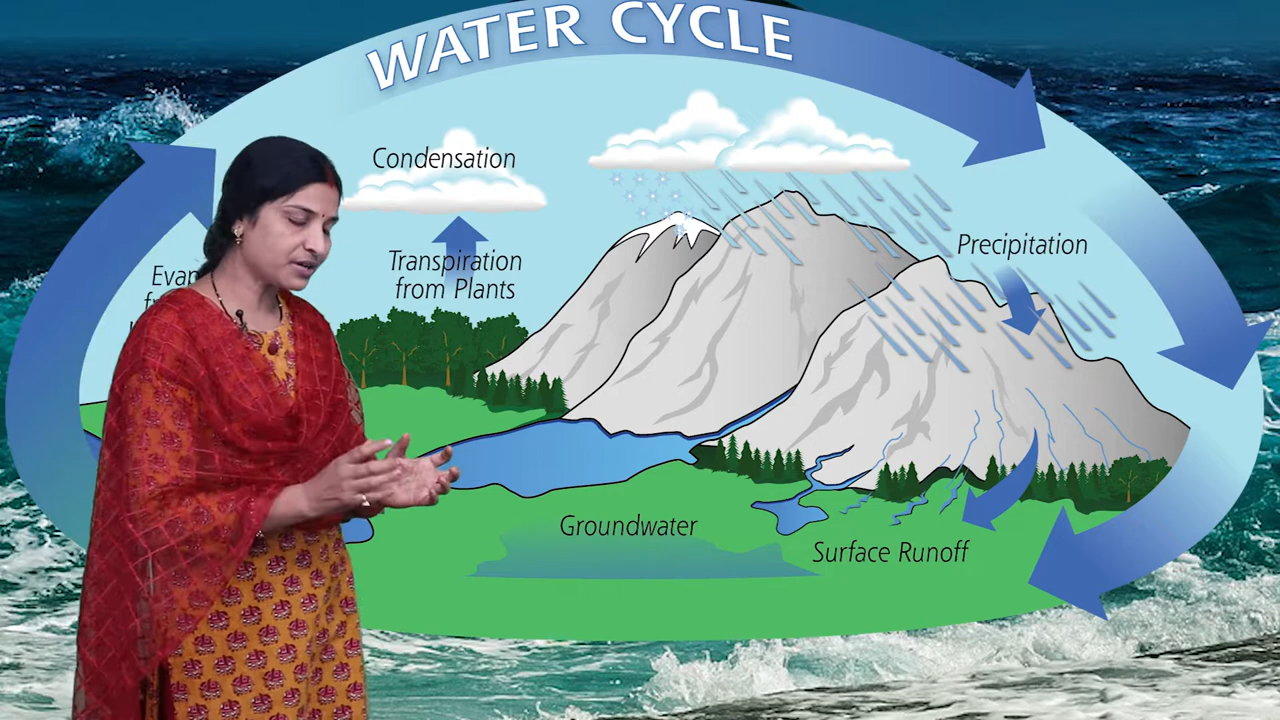 WATER CYCLE
Condensation
Precipitation
Transpiration
from Plants
Groundwater
Surface Runoff